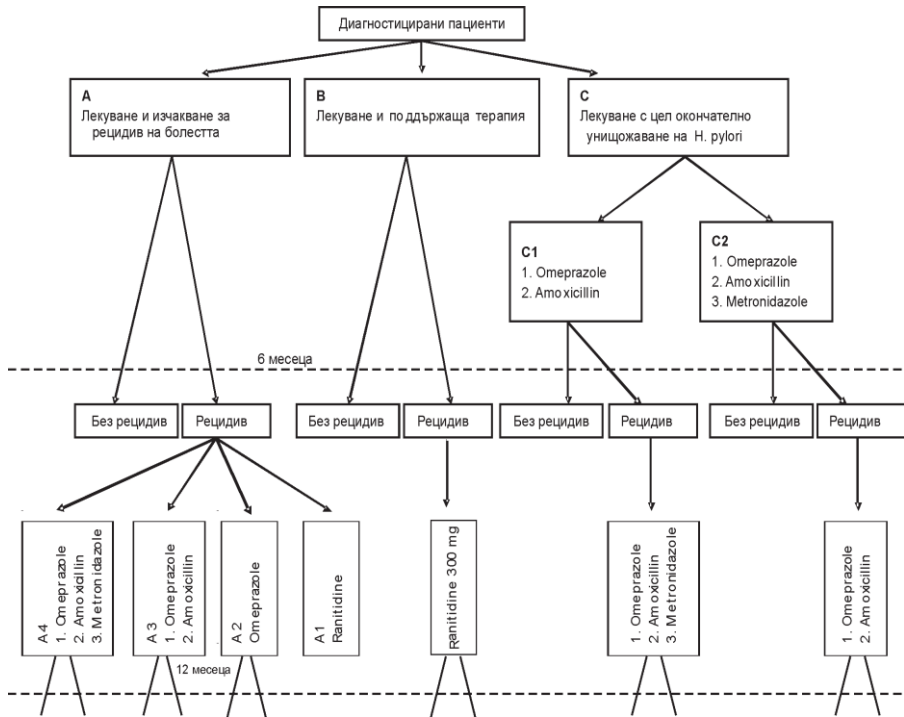 Диагностицирани пациенти
A
Лекуване и изчакване за
рецидив на болестта
B
Лекуване и поддържаща терапия
C
Лекуване с цел окончателно
унищожаване на H. pylori
C1
1. Omeprazole
2. Amoxicillin
C2
1. Omeprazole
2. Amoxicillin
3. Metronidazole
6 месеца
Без рецидив
Рецидив
Без рецидив
Рецидив
Без рецидив
Рецидив
Без рецидив
Рецидив
A4
1. Omeprazole
2. Amoxicillin
3. Metronidazole
A3
1. Omeprazole
2. Amoxicillin
A2
Omeprazole
A1
Ranitidine
Ranitidine 300 mg
1. Omeprazole
2. Amoxicillin
3. Metronidazole
1. Omeprazole
2. Amoxicillin
12 месеца